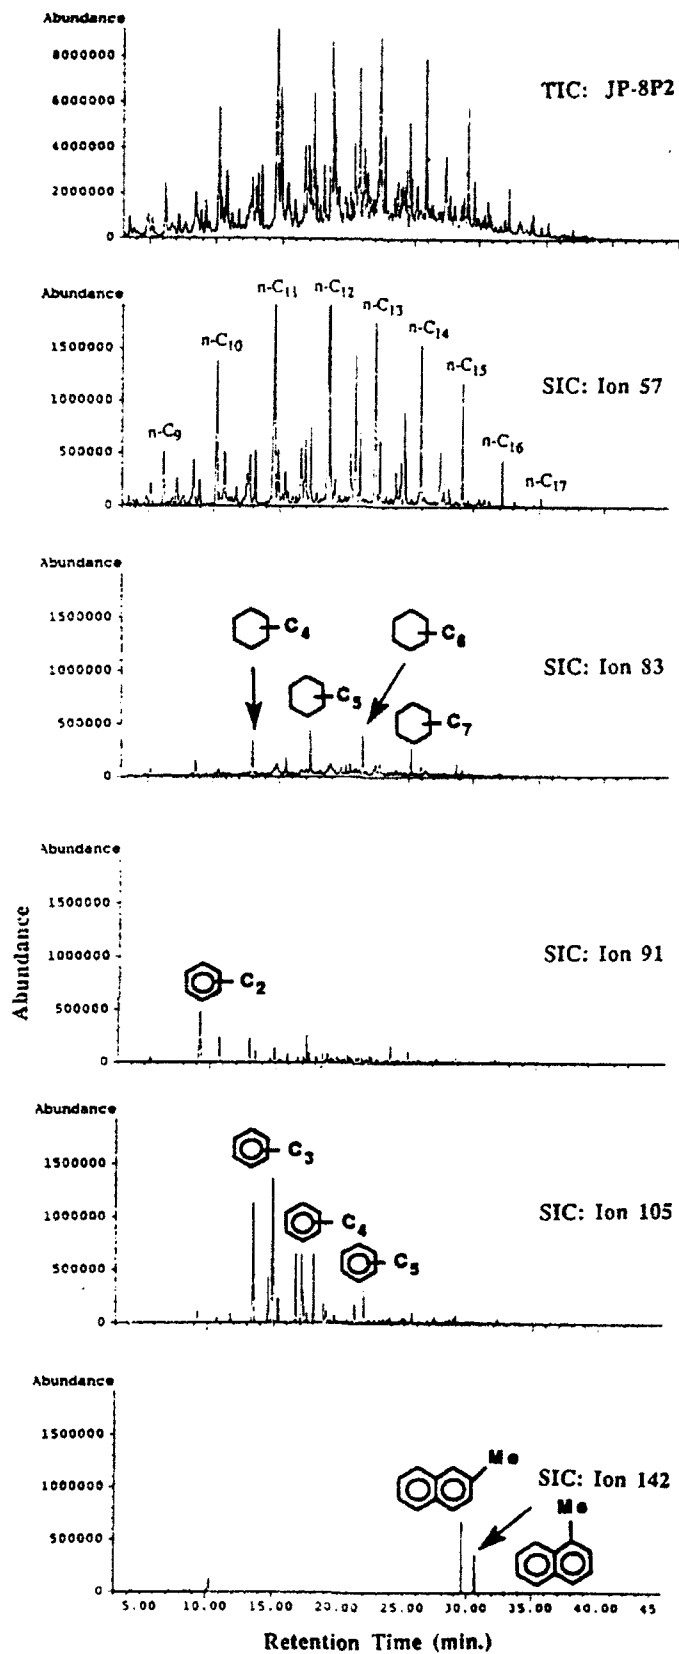 Abundance
8000000
6000000
4000000
2000000
0
TIC: JP-8P2
Abundance
1500000
1000000
500000
0
n-C9
n-C10
n-C11
n-C12
n-C13
n-C14
n-C15
n-C16
n-C17
SIC: Ion 57
Abundance
1500000
1000000
500000
0
C4
C5
C6
C7
SIC: Ion 83
Abundance
1500000
1000000
500000
0
C2
SIC: Ion 91
Abundance
Abundance
1500000
1000000
500000
0
C3
C4
C5
SIC: Ion 105
Abundance
1500000
1000000
500000
0
Me
SIC: Ion 142
Me
5.00 10.00 15.00 20.00 25.00 30.00 35.00 40.00 45
Retention Time (min.)